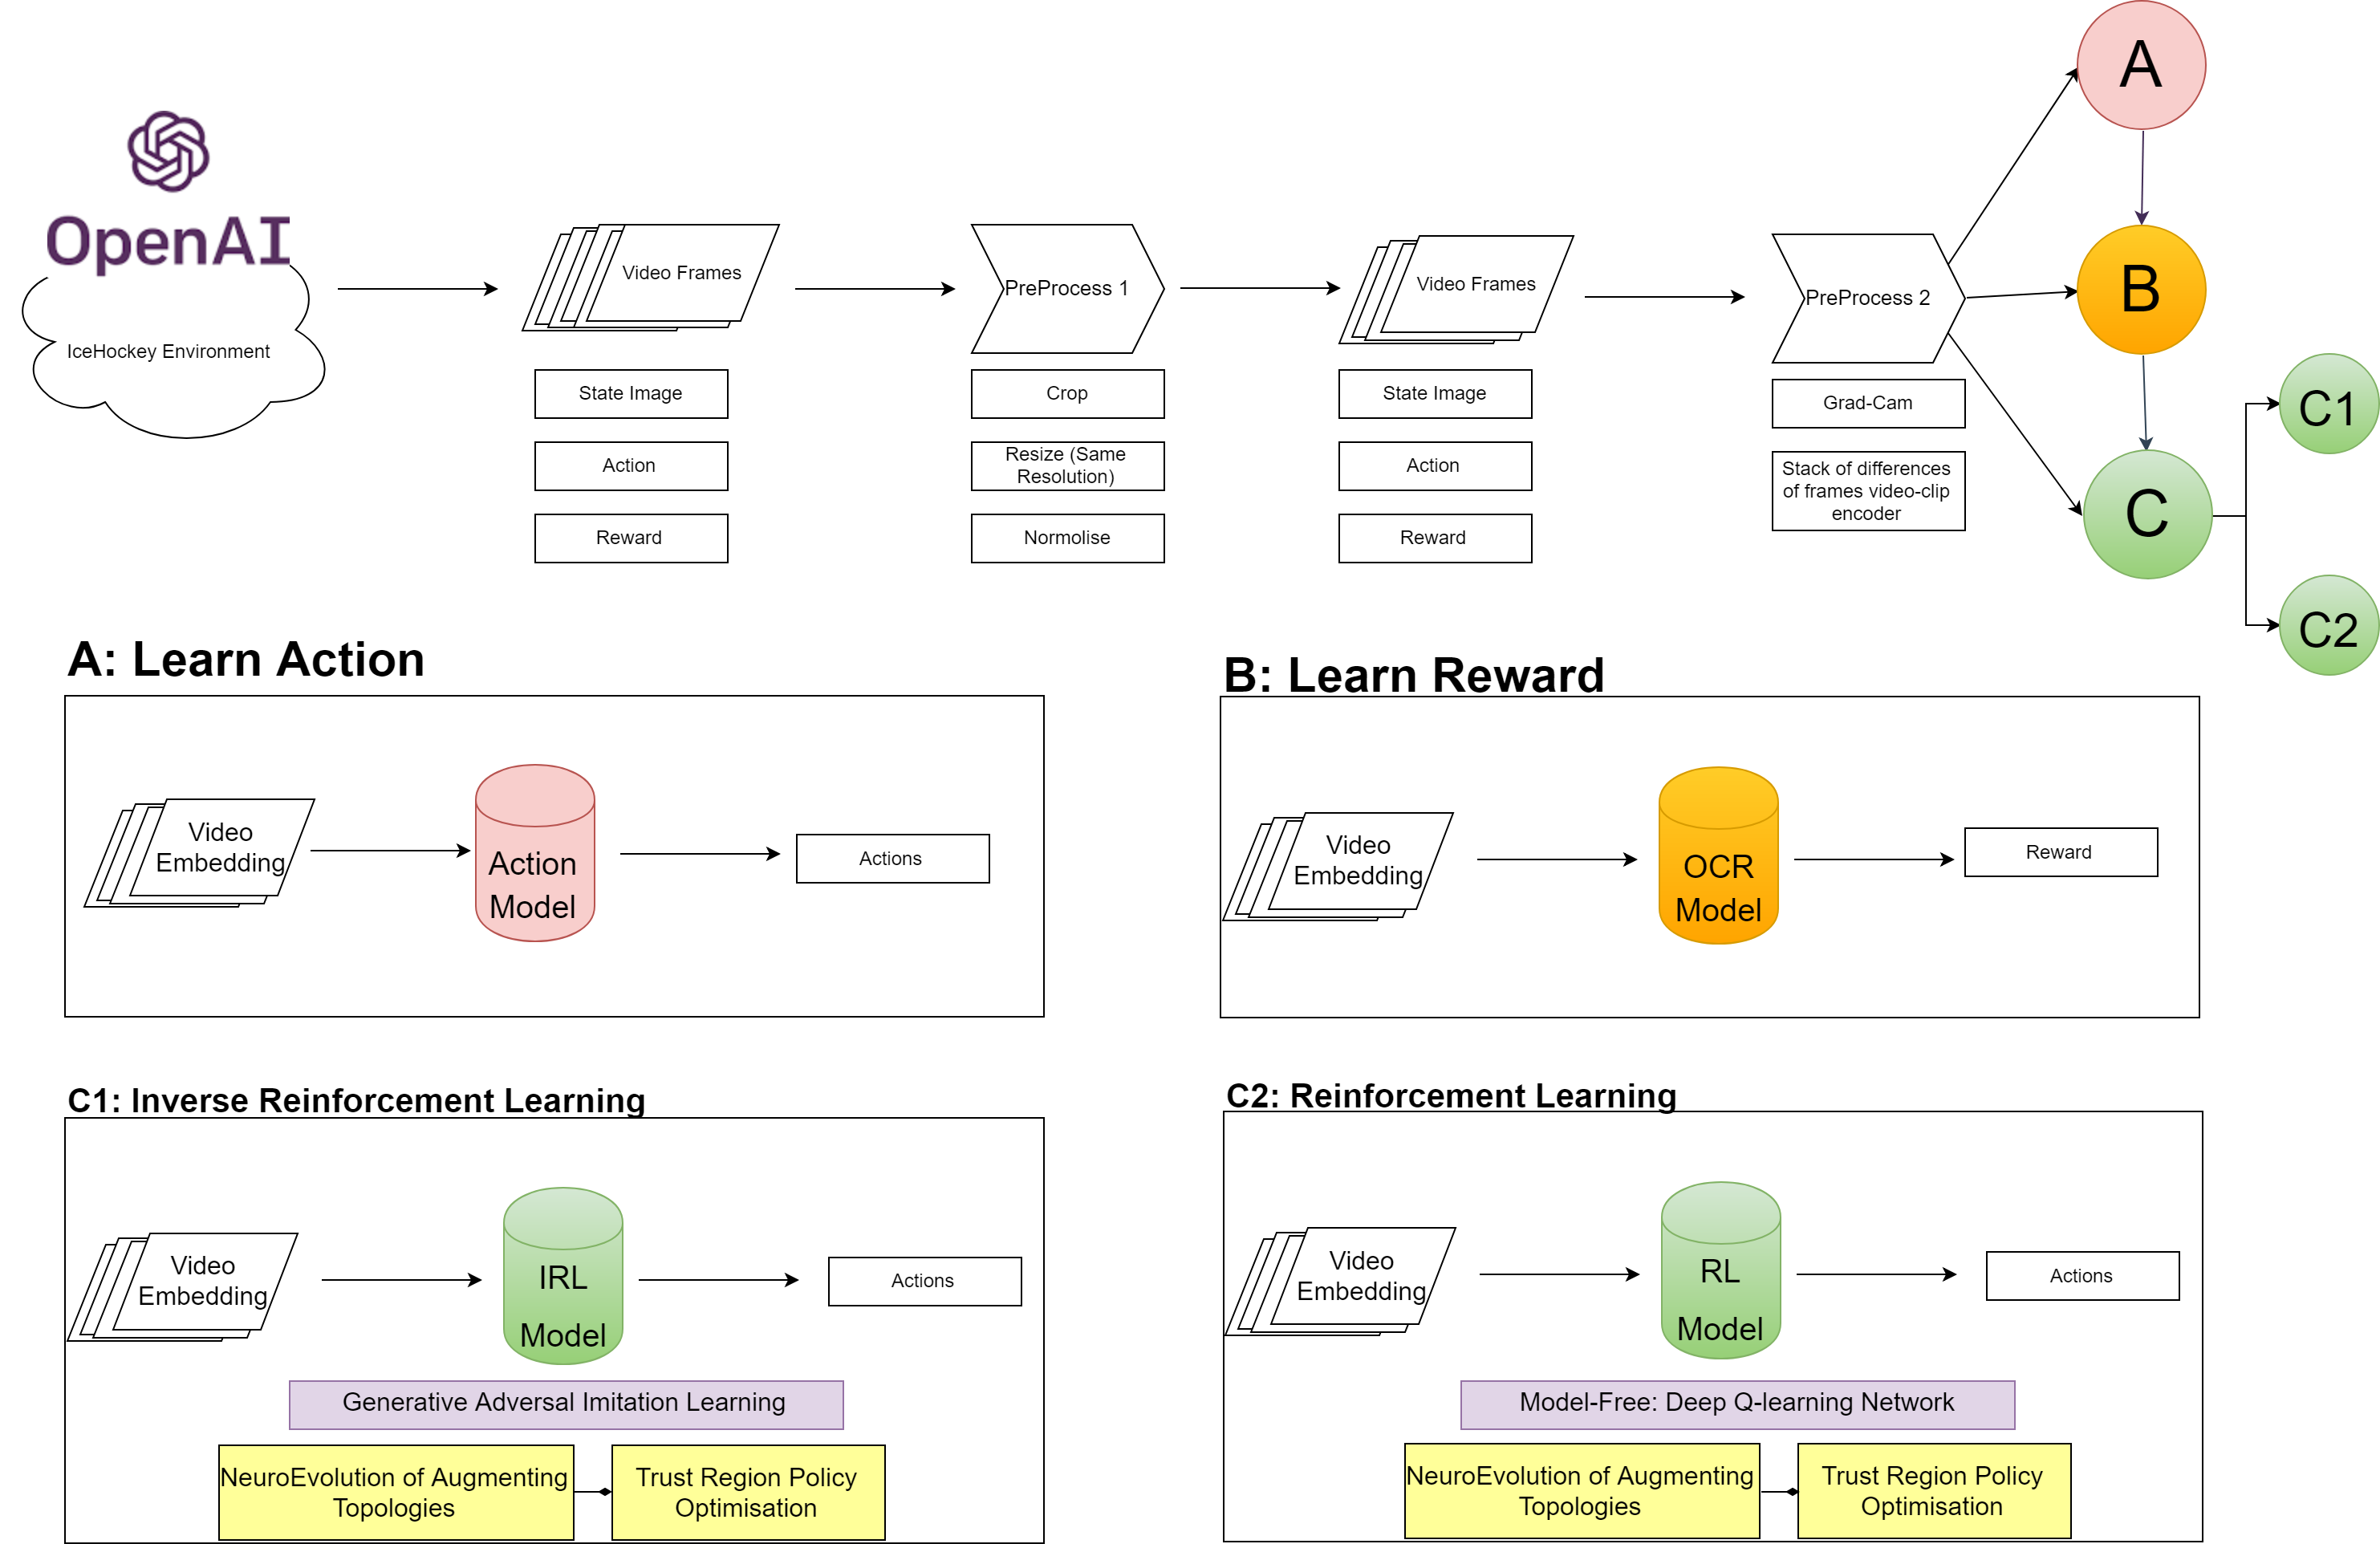 OpenAI
IceHockey Environment
Video Frames
State Image
Action
Reward
PreProcess 1
Crop
Resize (Same
Resolution)
Normolise
Video Frames
State Image
Action
Reward
PreProcess 2
Grad-Cam
Stack of differences
of frames video-clip
encoder
A
B
C
C1
C2
A: Learn Action
Video
Embedding
Action
Model
Actions
B: Learn Reward
Video
Embedding
OCR
Model
Reward
C1: Inverse Reinforcement Learning
Video
Embedding
IRL
Model
Actions
Generative Adversal Imitation Learning
NeuroEvolution of Augmenting
Topologies
Trust Region Policy
Optimisation
C2: Reinforcement Learning
Video
Embedding
RL
Model
Actions
Model-Free: Deep Q-learning Network
NeuroEvolution of Augmenting
Topologies
Trust Region Policy
Optimisation